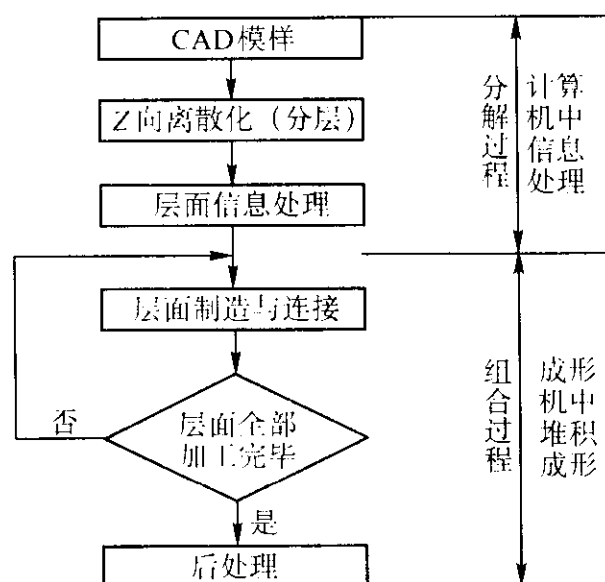 CAD模样
Z向离散化（分层）
层面信息处理
分解过程
计算
机中
信息
处理
层面制造与连接
层面全部
加工完毕
否
是
后处理
组合过程
成形
机中
堆积
成形